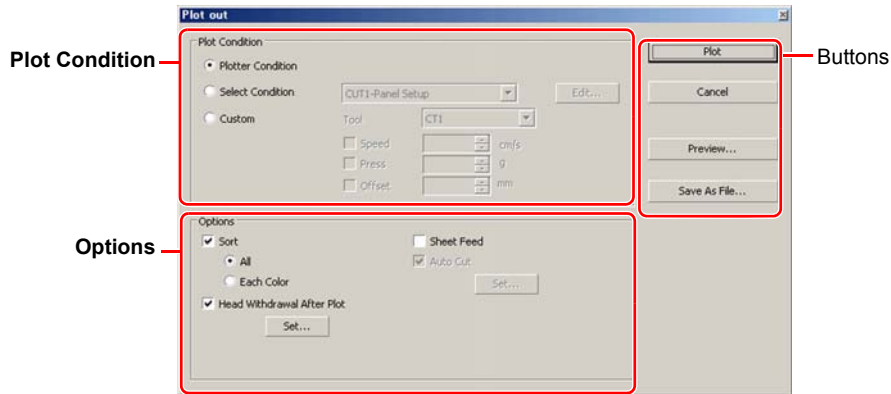 Plot out
Plot Condition
Plot Condition
Plotter Condition
Select Condition
CUT1-Panel Setup
Edit...
Custom
Tool
CT1
Speed
cm/s
Press
g
Offset
mm
Plot
Buttons
Cancel
Preview...
Save As File...
Options
Options
Sort
Sheet Feed
All
Auto Cut
Each Color
Set...
Head Withdrawal After Plot
Set...